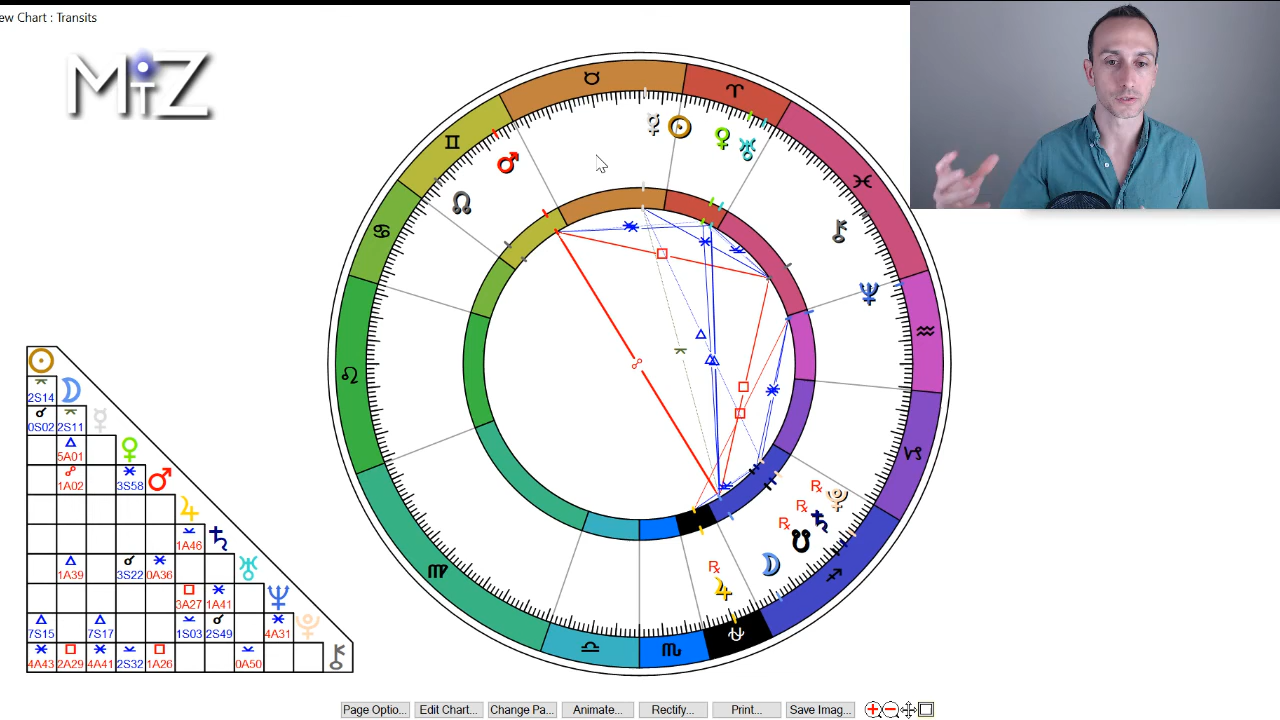 ew Chart : Transits
MTZ
2S14
0S02 2S11
5A01
1A02 3S58
1A46
1A39 3S22 0A36
3A27 1A41
7S15 7S17 1S03 2S49 4A31
4A43 2A29 4A41 2S32 1A26 0A50
Page Optio... Edit Chart... Change Pa... Animate... Rectify... Print... Save Imag...